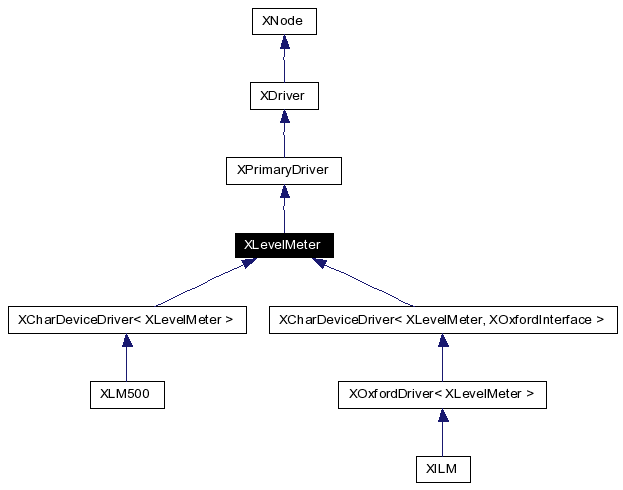 XNode
XDriver
XPrimaryDriver
XLevelMeter
XCharDeviceDriver< XLevelMeter >
XCharDeviceDriver< XLevelMeter, XOxfordInterface >
XLM500
XOxfordDriver< XLevelMeter >
XILM